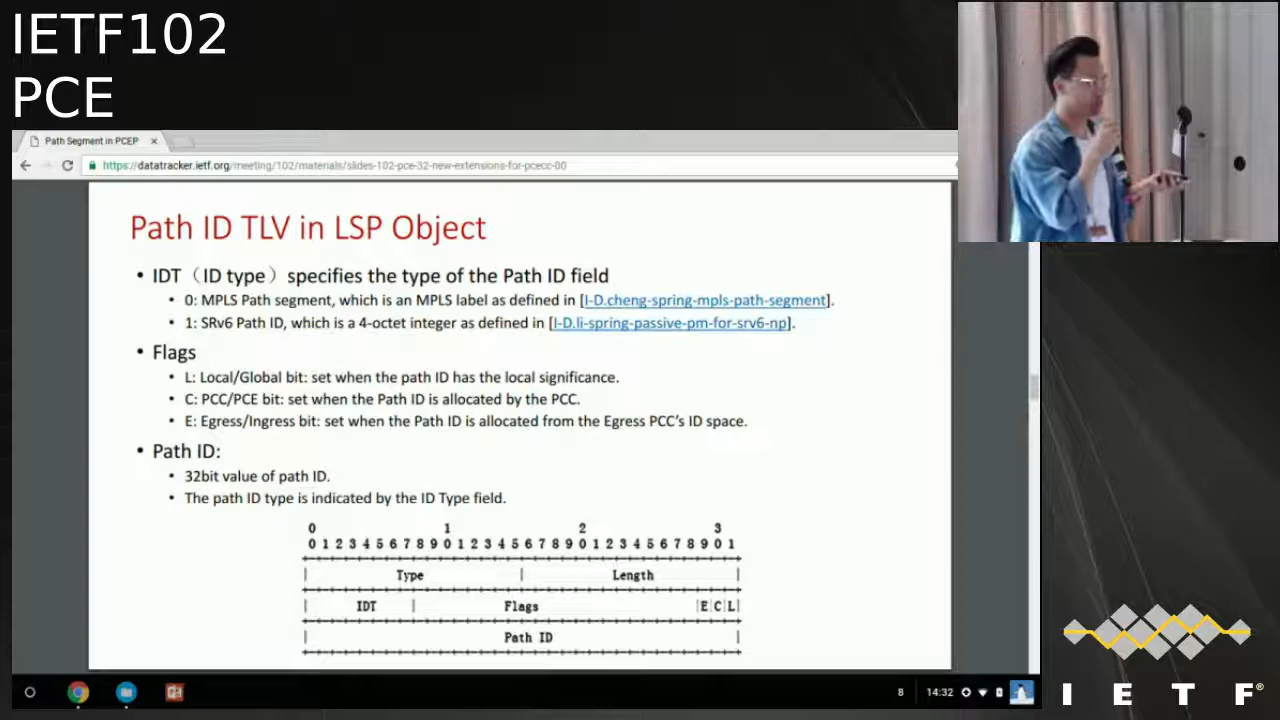 IETF102
PCE
Path Segment in PCEP ×
https://datatracker.ietf.org/meeting/102/materials/slides-102-pce-32-new-extensions-for-pcecc-00
Path ID TLV in LSP Object
• IDT（ID type）specifies the type of the Path ID field
• 0: MPLS Path segment, which is an MPLS label as defined in [I-D.cheng-spring-mpls-path-segment].
• 1: SRv6 Path ID, which is a 4-octet integer as defined in [I-D.li-spring-passive-pm-for-srv6-np].
• Flags
• L: Local/Global bit: set when the path ID has the local significance.
• C: PCC/PCE bit: set when the Path ID is allocated by the PCC.
• E: Egress/Ingress bit: set when the Path ID is allocated from the Egress PCC's ID space.
• Path ID:
• 32bit value of path ID.
• The path ID type is indicated by the ID Type field.
0 1 2 3
0 1 2 3 4 5 6 7 8 9 0 1 2 3 4 5 6 7 8 9 0 1 2 3 4 5 6 7 8 9 0 1
| Type | Length |
| IDT | Flags |E|C|L|
| Path ID |
8 14:32
I E T F®